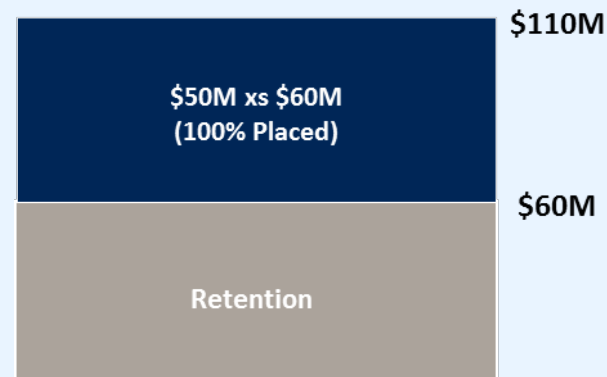 $110M
$50M xs $60M
(100% Placed)
$60M
Retention